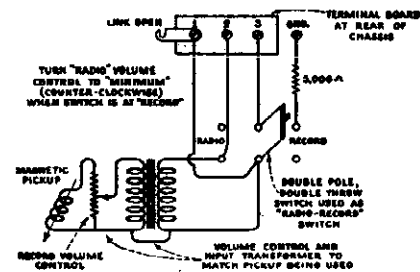 LINK OPEN
1 2 3 GND.
TERMINAL BOARD
AT REAR OF
CHASSIS
TURN "RADIO" VOLUME
CONTROL TO "MINIMUM"
(COUNTER-CLOCKWISE)
WHEN SWITCH IS AT "RECORD"
5,000
RADIO
RECORD
MAGNETIC
PICKUP
DOUBLE POLE,
DOUBLE THROW
SWITCH USED AS
"RADIO-RECORD"
SWITCH
RECORD VOLUME
CONTROL
VOLUME CONTROL AND
INPUT TRANSFORMER TO
MATCH PICKUP BEING USED